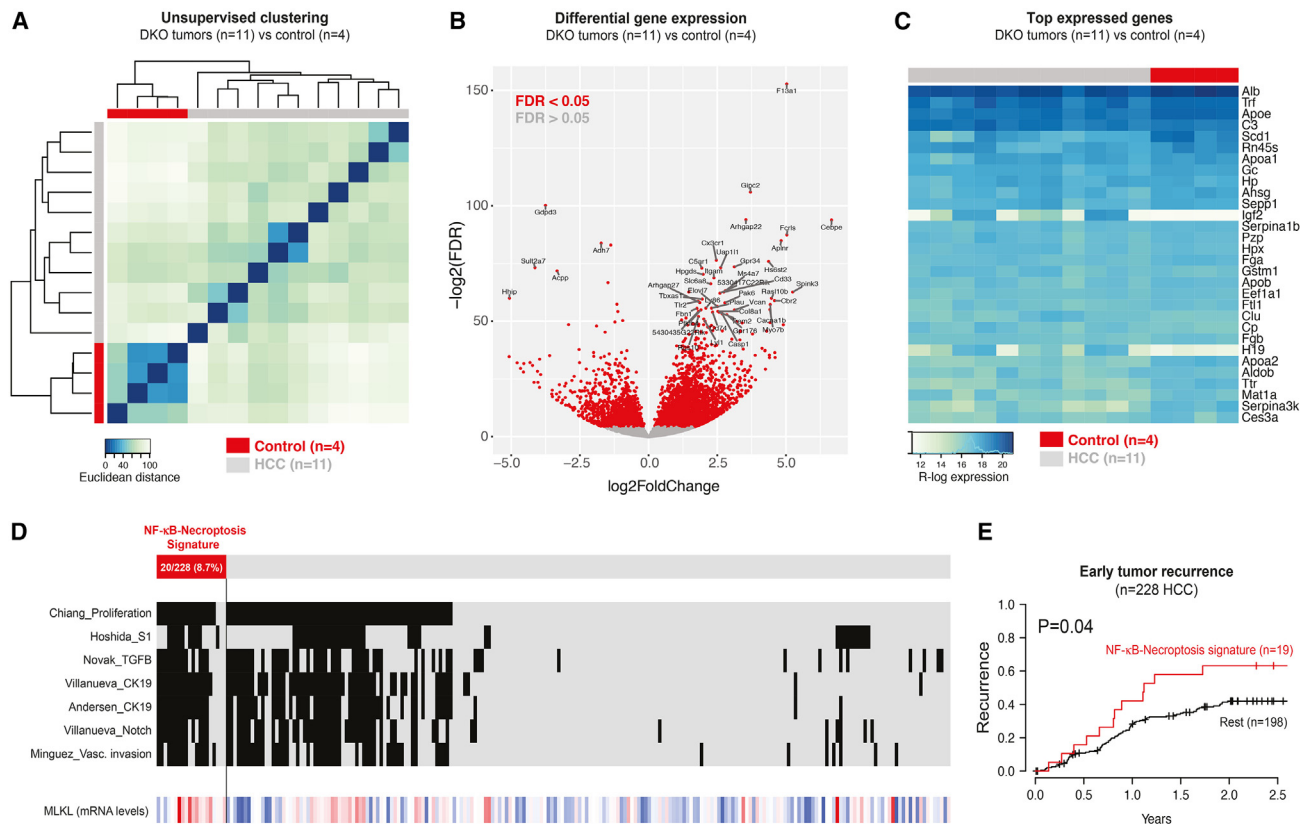 A
Unsupervised clustering
DKO tumors (n=11) vs control (n=4)
0 40 100
Euclidean distance
Control (n=4)
HCC (n=11)
B
Differential gene expression
DKO tumors (n=11) vs control (n=4)
FDR < 0.05
FDR > 0.05
−log2(FDR)
150
100
50
0
−5.0
−2.5
0.0
2.5
5.0
log2FoldChange
F13a1
Gipc2
Gdpd3
Arhgap22
Fcrls
Cebpe
Adh7
Cx3cr1
Uap1l1
Aplnr
Sult2a7
Acpp
C5ar1
Gpr34
Hs6st2
Hpgds
Itgam
Ms4a7
Cd33
Slc6a8
5330417C22Rik
Arhgap27
Elovl7
Pak6
Rasl10b
Spink3
Hhip
Tbxas1
Ly86
Plau
Vcan
Cbr2
Tlr2
Col8a1
Fbn1
Cacna1b
Gpr176
Myo7b
5430435G22Rik
Casp1
C
Top expressed genes
DKO tumors (n=11) vs control (n=4)
Alb
Trf
Apoe
C3
Scd1
Rn45s
Apoa1
Gc
Hp
Ahsg
Sepp1
Igf2
Serpina1b
Pzp
Hpx
Fga
Gstm1
Apob
Eef1a1
Ftl1
Clu
Cp
Fgb
H19
Apoa2
Aldob
Ttr
Mat1a
Serpina3k
Ces3a
12 14 16 18 20
R-log expression
Control (n=4)
HCC (n=11)
D
NF-κB-Necroptosis
Signature
20/228 (8.7%)
Chiang_Proliferation
Hoshida_S1
Novak_TGFB
Villanueva_CK19
Andersen_CK19
Villanueva_Notch
Minguez_Vasc. invasion
MLKL (mRNA levels)
E
Early tumor recurrence
(n=228 HCC)
P=0.04
NF-κB-Necroptosis signature (n=19)
Rest (n=198)
Recurrence
1.0
0.8
0.6
0.4
0.2
0.0
0.0 0.5 1.0 1.5 2.0 2.5
Years